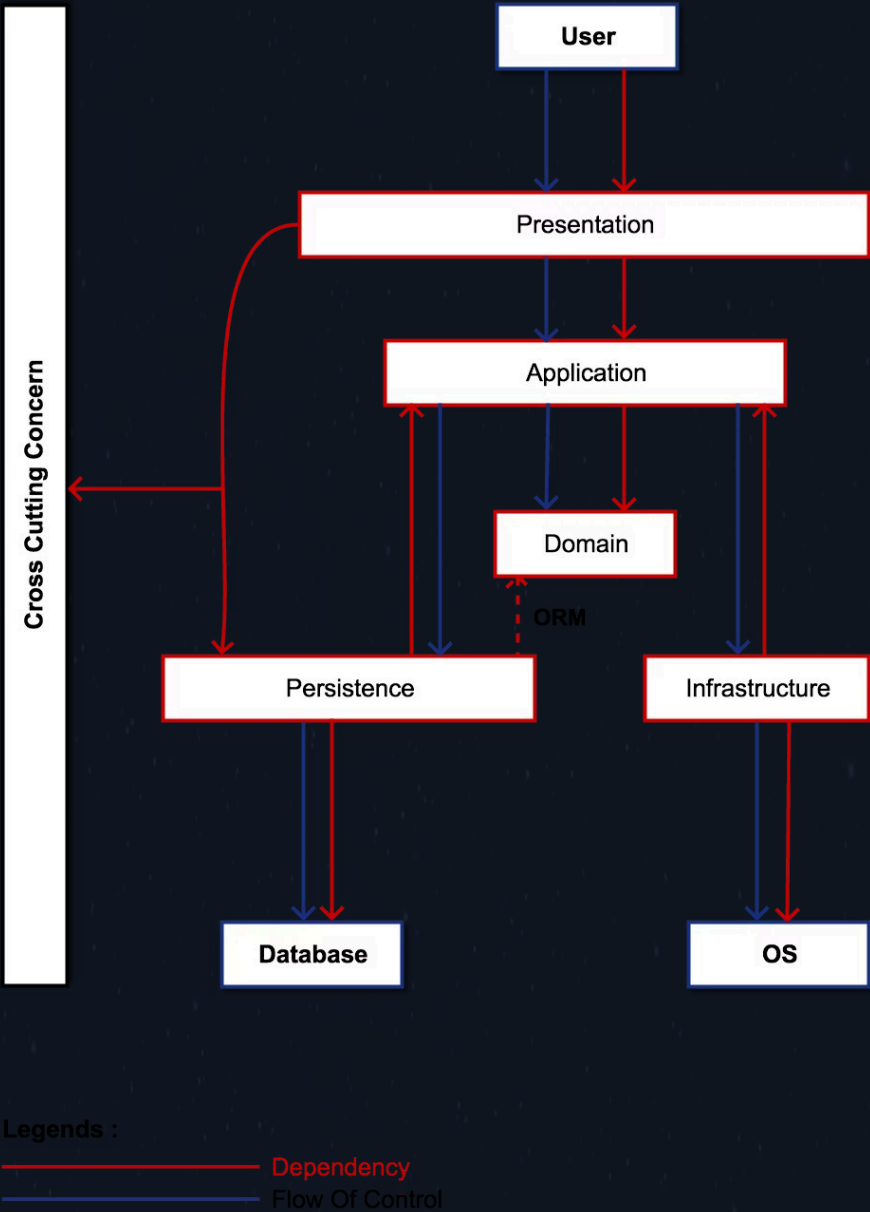 User
Presentation
Application
Cross Cutting Concern
Domain
ORM
Persistence
Infrastructure
Database
OS
Legends :
Dependency
Flow Of Control